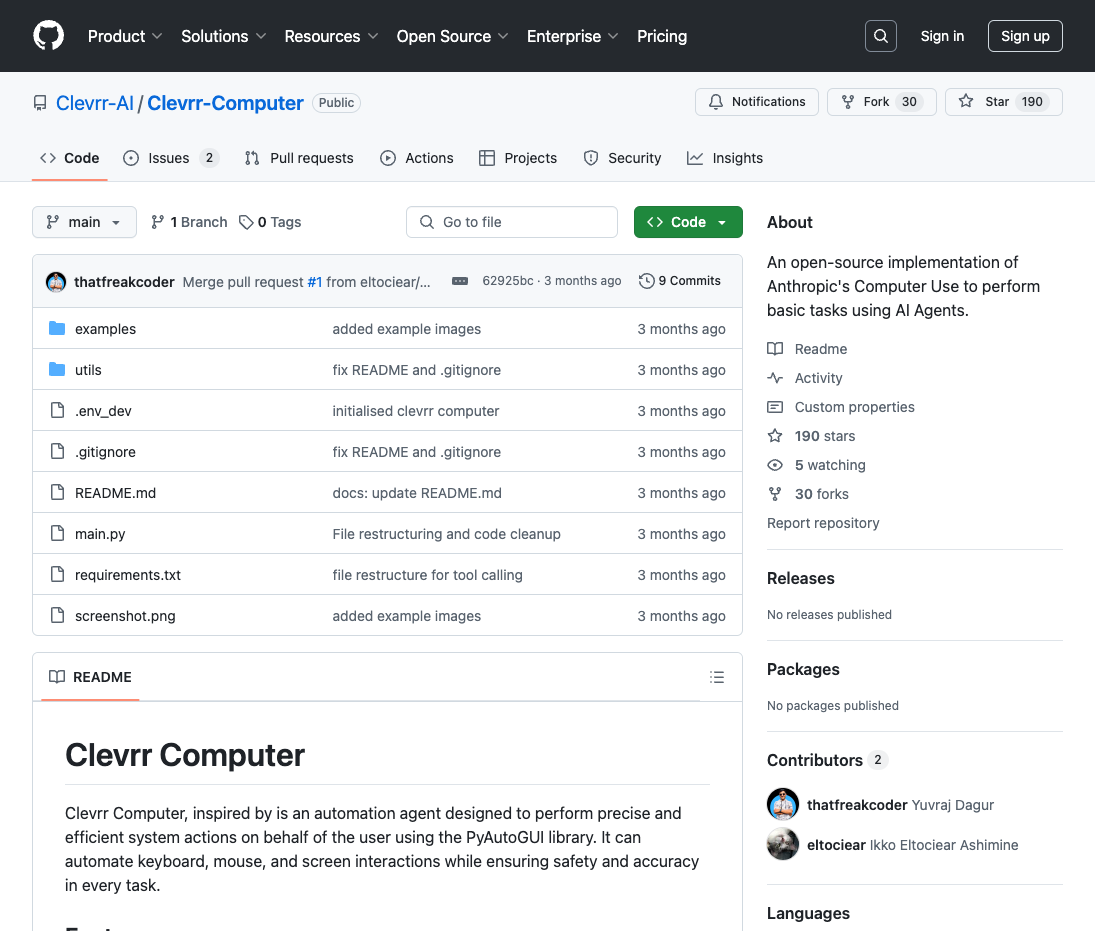 Product Solutions Resources Open Source Enterprise Pricing Sign in Sign up
Clevrr-AI / Clevrr-Computer Public Notifications Fork 30 Star 190
Code Issues 2 Pull requests Actions Projects Security Insights
main 1 Branch 0 Tags Go to file Code
thatfreakcoder Merge pull request #1 from eltociear/... 62925bc · 3 months ago 9 Commits
examples added example images 3 months ago
utils fix README and .gitignore 3 months ago
.env_dev initialised clevrr computer 3 months ago
.gitignore fix README and .gitignore 3 months ago
README.md docs: update README.md 3 months ago
main.py File restructuring and code cleanup 3 months ago
requirements.txt file restructure for tool calling 3 months ago
screenshot.png added example images 3 months ago
README
Clevrr Computer
Clevrr Computer, inspired by is an automation agent designed to perform precise and
efficient system actions on behalf of the user using the PyAutoGUI library. It can
automate keyboard, mouse, and screen interactions while ensuring safety and accuracy
in every task.
About
An open-source implementation of
Anthropic's Computer Use to perform
basic tasks using AI Agents.
Readme
Activity
Custom properties
190 stars
5 watching
30 forks
Report repository
Releases
No releases published
Packages
No packages published
Contributors 2
thatfreakcoder Yuvraj Dagur
eltociear Ikko Eltociear Ashimine
Languages